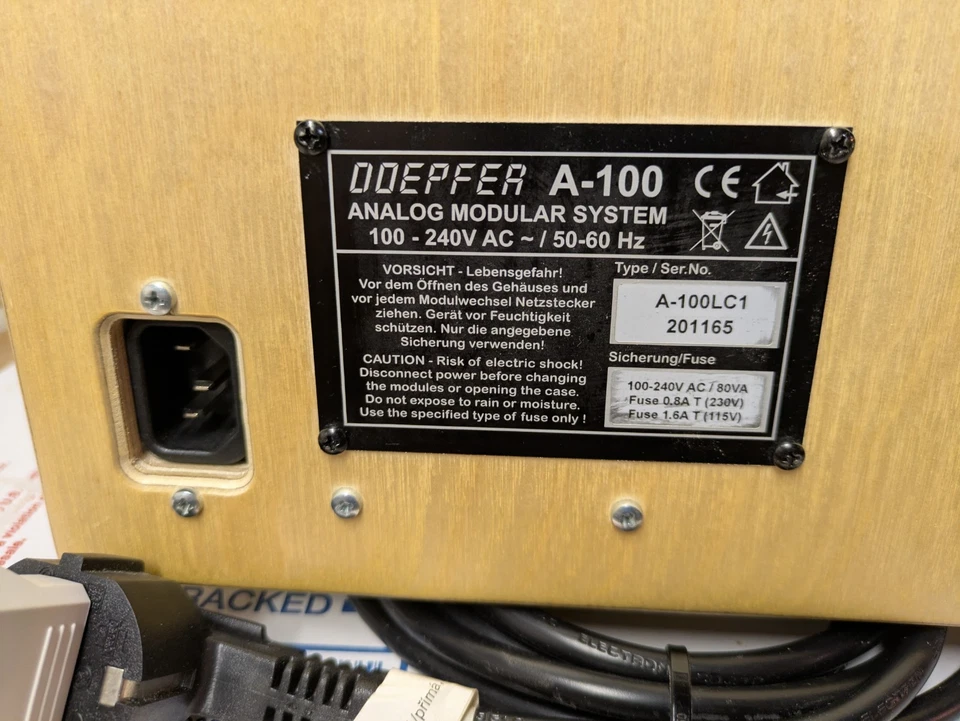 DOEPFER A-100 CE
ANALOG MODULAR SYSTEM
100 - 240V AC ~ / 50-60 Hz
VORSICHT - Lebensgefahr!
Vor dem Öffnen des Gehäuses und
vor jedem Modulwechsel Netzstecker
ziehen. Gerät vor Feuchtigkeit
schützen. Nur die angegebene
Sicherung verwenden!
CAUTION - Risk of electric shock!
Disconnect power before changing
the modules or opening the case.
Do not expose to rain or moisture.
Use the specified type of fuse only !
Type / Ser.No.
A-100LC1
201165
Sicherung/Fuse
100-240V AC / 80VA
Fuse 0.8A T (230V)
Fuse 1.6A T (115V)
RACKED